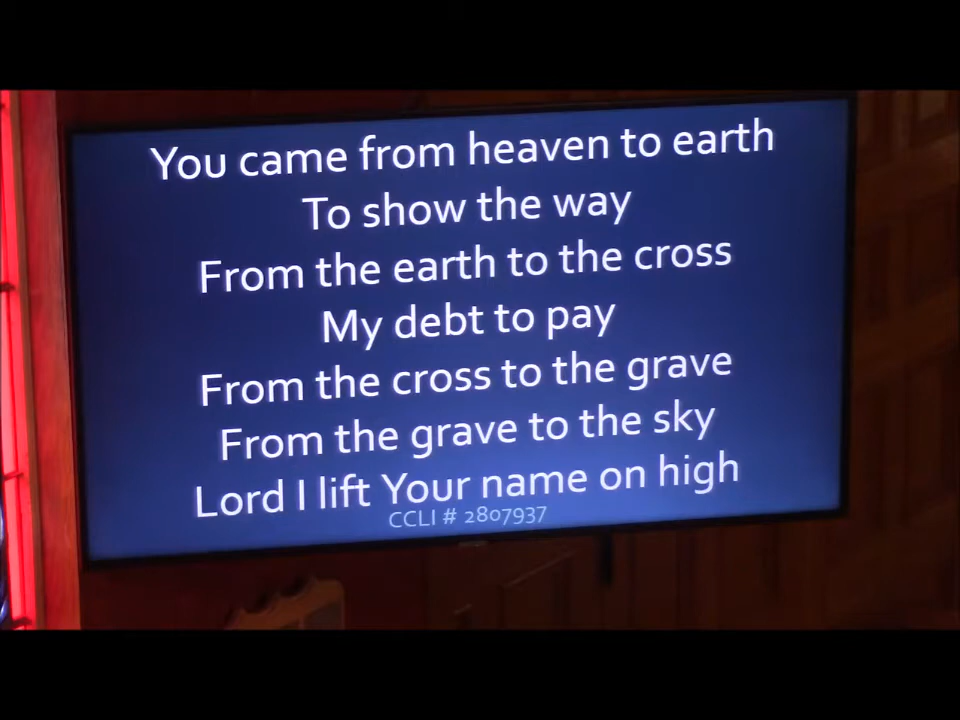 You came from heaven to earth
To show the way
From the earth to the cross
My debt to pay
From the cross to the grave
From the grave to the sky
Lord I lift Your name on high
CCLI # 2807937